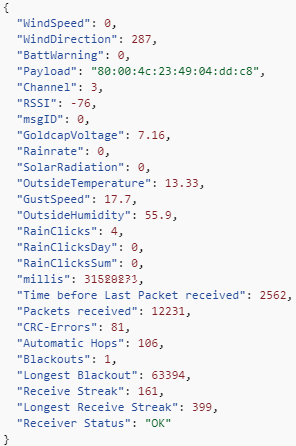 {
"WindSpeed": 0,
"WindDirection": 287,
"BattWarning": 0,
"Payload": "80:00:4c:23:49:04:dd:c8",
"Channel": 3,
"RSSI": -76,
"msgID": 0,
"GoldcapVoltage": 7.16,
"Rainrate": 0,
"SolarRadiation": 0,
"OutsideTemperature": 13.33,
"GustSpeed": 17.7,
"OutsideHumidity": 55.9,
"RainClicks": 4,
"RainClicksDay": 0,
"RainClicksSum": 0,
"millis":
"Time before Last Packet received": 2562,
"Packets received": 12231,
"CRC-Errors": 81,
"Automatic Hops": 106,
"Blackouts": 1,
"Longest Blackout": 63394,
"Receive Streak": 161,
"Longest Receive Streak": 399,
"Receiver Status": "OK"
}